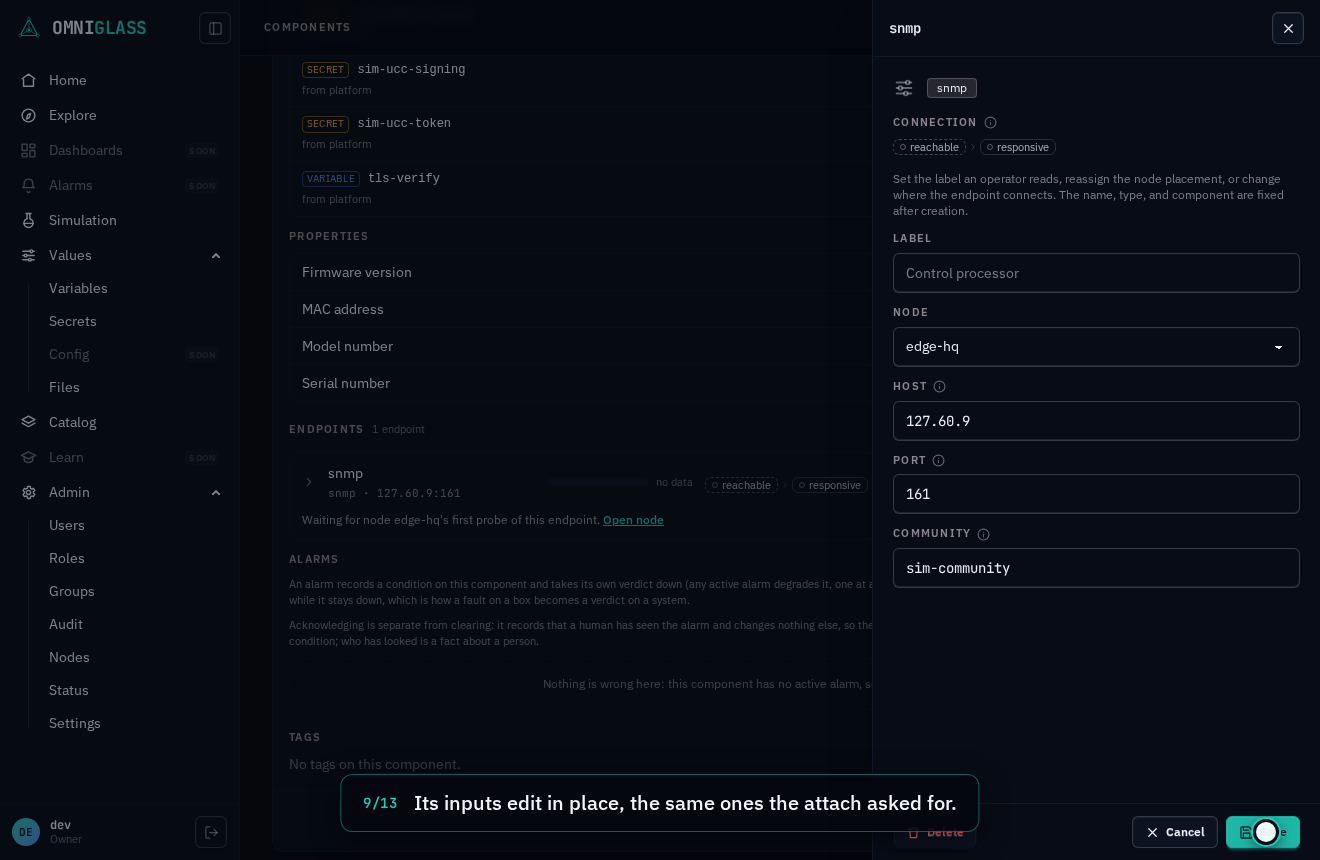 OMNIGLASS
Home
Explore
Dashboards SOON
Alarms SOON
Simulation
Values
Variables
Secrets
Config SOON
Files
Catalog
Learn SOON
Admin
Users
Roles
Groups
Audit
Nodes
Status
Settings
DE dev
Owner
COMPONENTS
SECRET sim-ucc-signing
from platform
SECRET sim-ucc-token
from platform
VARIABLE tls-verify
from platform
PROPERTIES
Firmware version
MAC address
Model number
Serial number
ENDPOINTS 1 endpoint
snmp
snmp · 127.60.9:161
no data reachable › responsive
Waiting for node edge-hq's first probe of this endpoint. Open node
ALARMS
An alarm records a condition on this component and takes its own verdict down (any active alarm degrades it, one at a
while it stays down, which is how a fault on a box becomes a verdict on a system.
Acknowledging is separate from clearing: it records that a human has seen the alarm and changes nothing else, so the
condition; who has looked is a fact about a person.
Nothing is wrong here: this component has no active alarm, s
TAGS
No tags on this component.
9/13 Its inputs edit in place, the same ones the attach asked for.
snmp
snmp
CONNECTION
reachable › responsive
Set the label an operator reads, reassign the node placement, or change
where the endpoint connects. The name, type, and component are fixed
after creation.
LABEL
Control processor
NODE
edge-hq
HOST
127.60.9
PORT
161
COMMUNITY
sim-community
Delete
Cancel